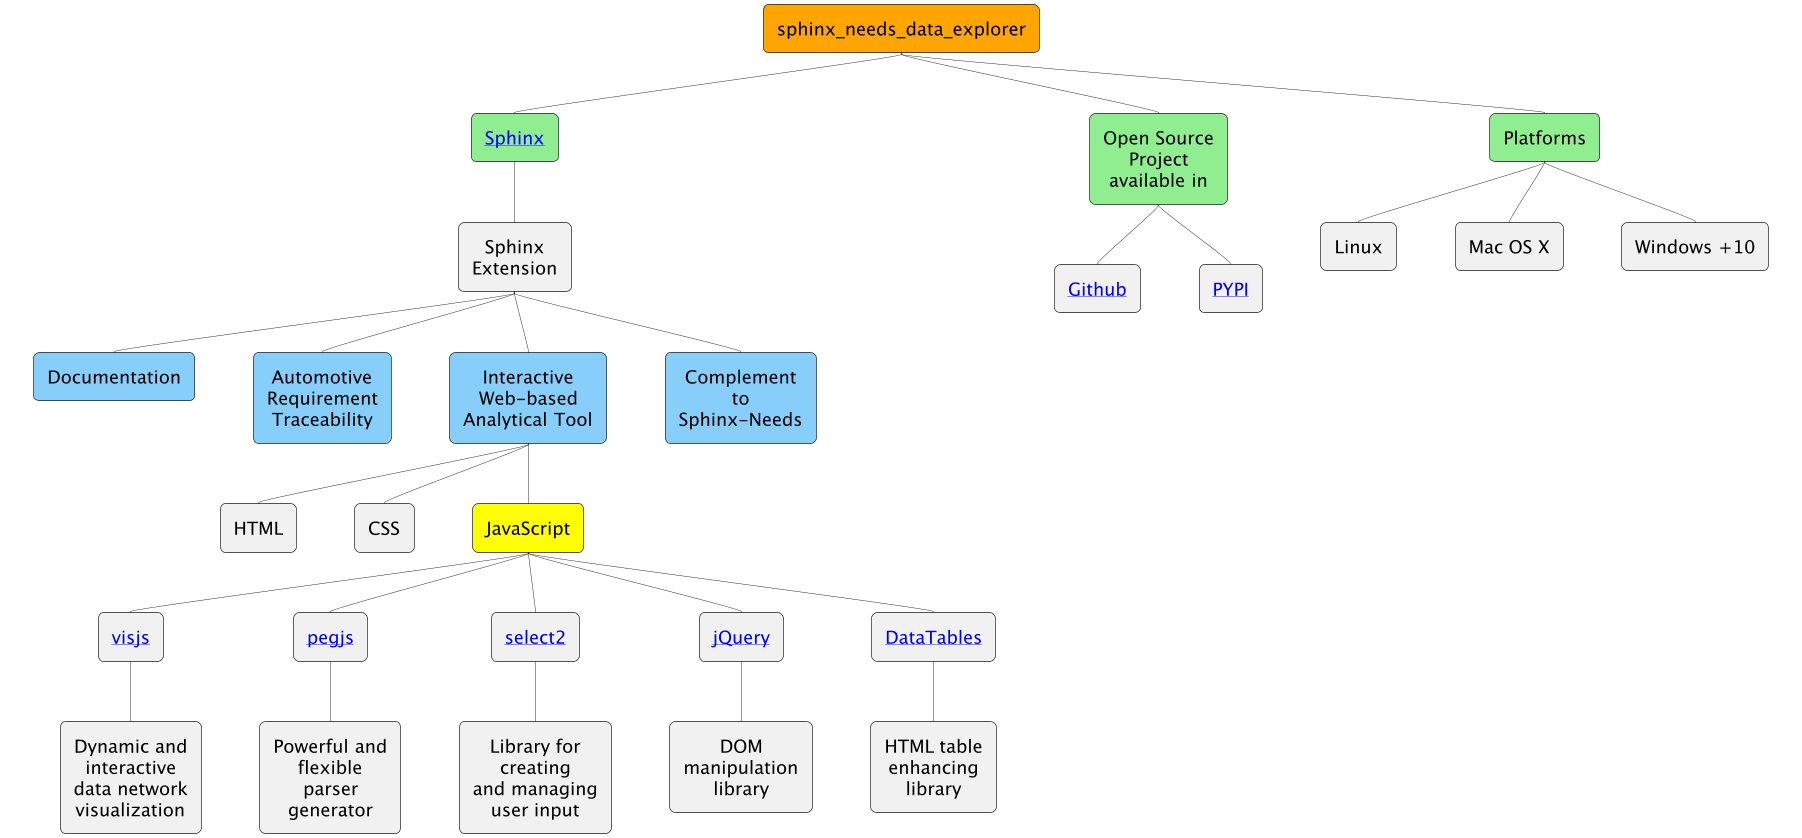 sphinx_needs_data_explorer
Sphinx
Open Source
Project
available in
Platforms
Sphinx
Extension
Github
PYPI
Linux
Mac OS X
Windows +10
Documentation
Automotive
Requirement
Traceability
Interactive
Web-based
Analytical Tool
Complement
to
Sphinx-Needs
HTML
CSS
JavaScript
visjs
pegjs
select2
jQuery
DataTables
Dynamic and
interactive
data network
visualization
Powerful and
flexible
parser
generator
Library for
creating
and managing
user input
DOM
manipulation
library
HTML table
enhancing
library